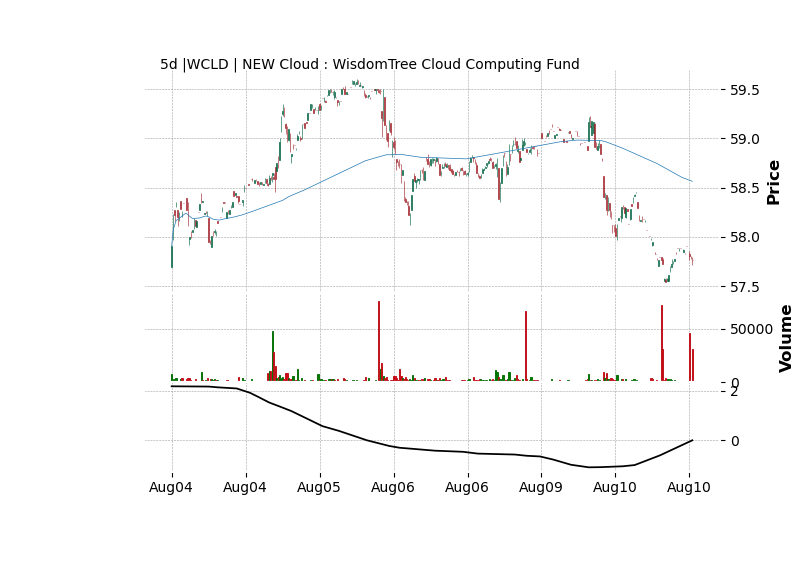 5d |WCLD | NEW Cloud : WisdomTree Cloud Computing Fund
59.5
59.0
58.5
58.0
57.5
Price
50000
0
Volume
2
0
Aug04 Aug04 Aug05 Aug06 Aug06 Aug09 Aug10 Aug10